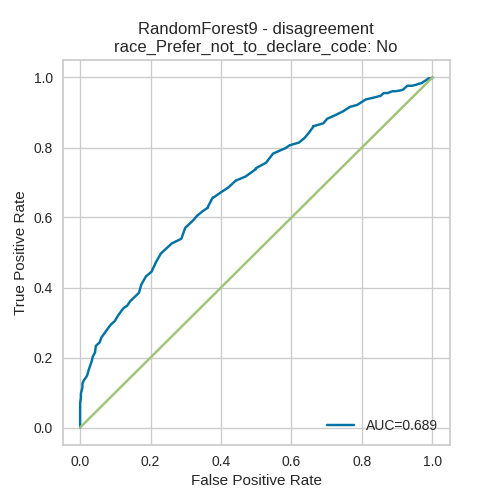 RandomForest9 - disagreement
race_Prefer_not_to_declare_code: No
1.0
0.8
0.6
0.4
0.2
0.0
True Positive Rate
AUC=0.689
0.0 0.2 0.4 0.6 0.8 1.0
False Positive Rate